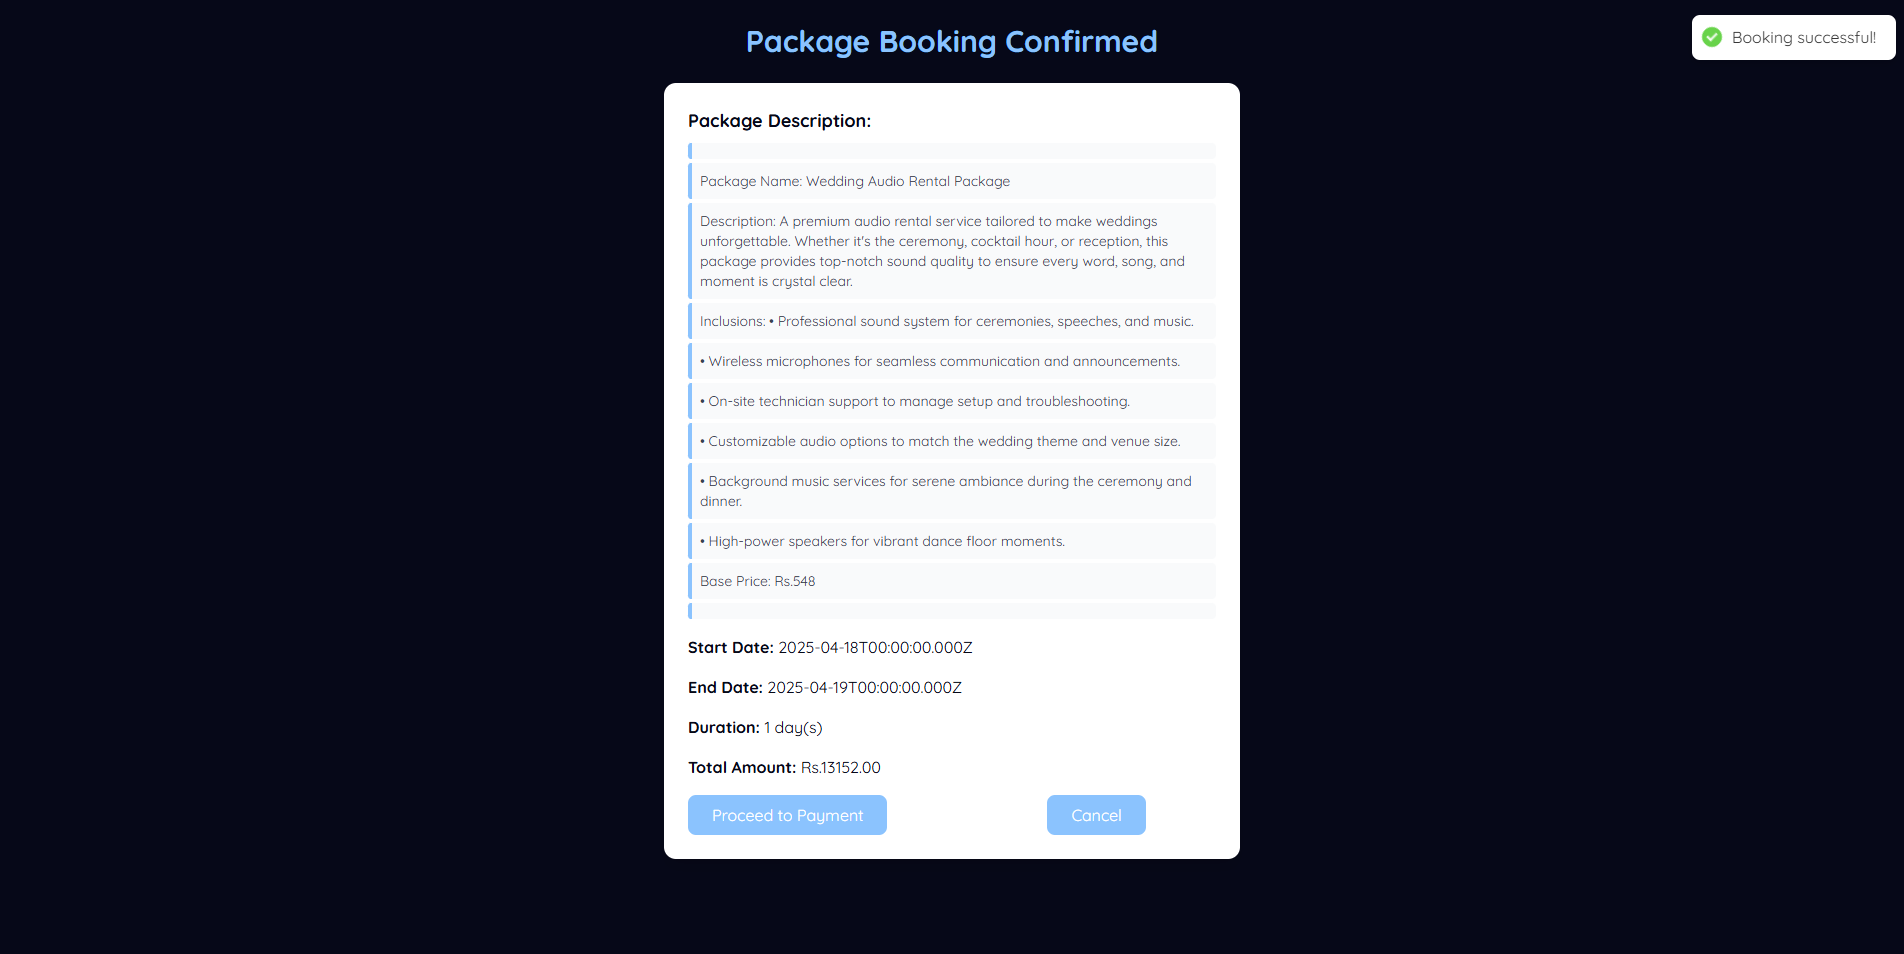 Package Booking Confirmed
Booking successful!
Package Description:
Package Name: Wedding Audio Rental Package
Description: A premium audio rental service tailored to make weddings
unforgettable. Whether it's the ceremony, cocktail hour, or reception, this
package provides top-notch sound quality to ensure every word, song, and
moment is crystal clear.
Inclusions: • Professional sound system for ceremonies, speeches, and music.
• Wireless microphones for seamless communication and announcements.
• On-site technician support to manage setup and troubleshooting.
• Customizable audio options to match the wedding theme and venue size.
• Background music services for serene ambiance during the ceremony and
dinner.
• High-power speakers for vibrant dance floor moments.
Base Price: Rs.548
Start Date: 2025-04-18T00:00:00.000Z
End Date: 2025-04-19T00:00:00.000Z
Duration: 1 day(s)
Total Amount: Rs.13152.00
Proceed to Payment
Cancel